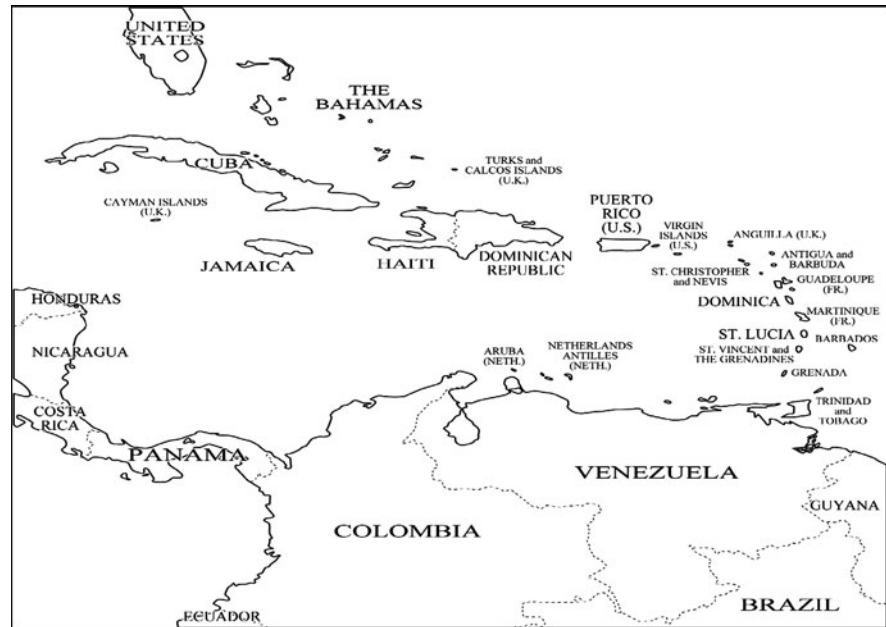 UNITED
STATES
THE
BAHAMAS
CUBA
TURKS and
CALCOS ISLANDS
(U.K.)
CAYMAN ISLANDS
(U.K.)
PUERTO
RICO
(U.S.)
VIRGIN
ISLANDS
(U.S.)
ANGUILLA (U.K.)
JAMAICA
HAITI
DOMINICAN
REPUBLIC
ANTIGUA and
BARBUDA
ST. CHRISTOPHER
and NEVIS
GUADELOUPE
(FR.)
DOMINICA
MARTINIQUE
(FR.)
HONDURAS
ST. LUCIA
BARBADOS
NICARAGUA
ARUBA
(NETH.)
NETHERLANDS
ANTILLES
(NETH.)
ST. VINCENT and
THE GRENADINES
GRENADA
COSTA
RICA
TRINIDAD
and
TOBAGO
PANAMA
VENEZUELA
GUYANA
COLOMBIA
ECUADOR
BRAZIL